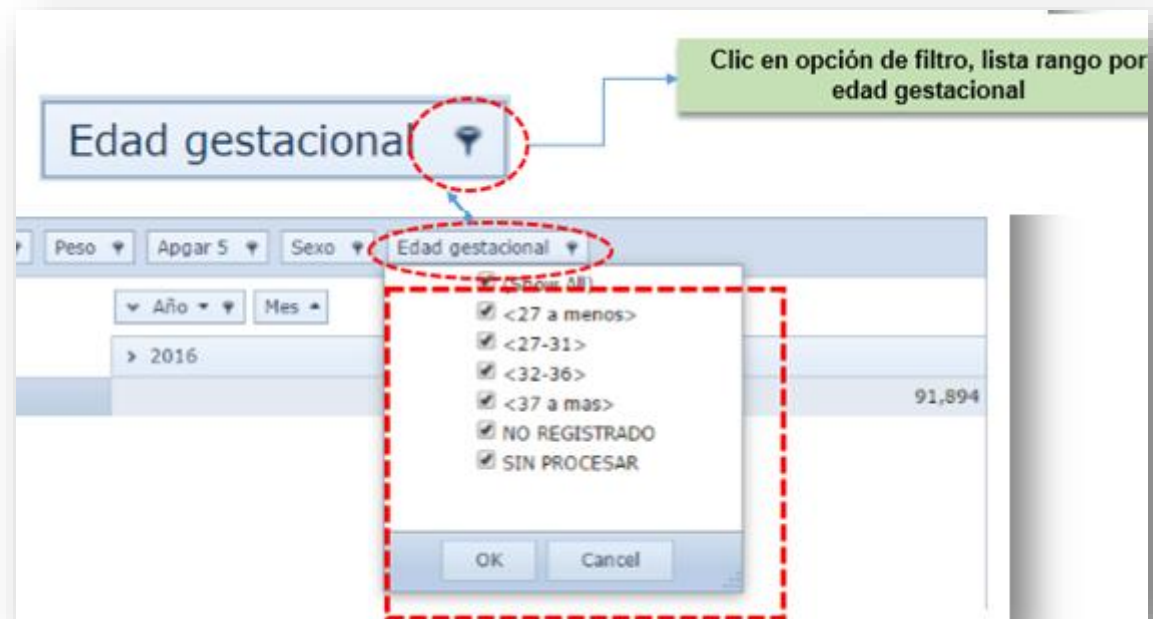 Clic en opción de filtro, lista rango por
edad gestacional
Edad gestacional
Peso Apgar 5 Sexo Edad gestacional
(Show All)
Año Mes
<27 a menos>
<27-31>
2016
<32-36>
<37 a mas>
91,894
NO REGISTRADO
SIN PROCESAR
OK Cancel